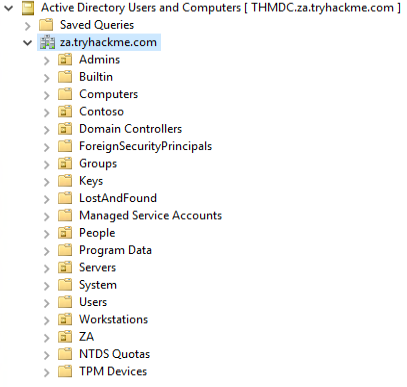 Active Directory Users and Computers [ THMDC.za.tryhackme.com ]
Saved Queries
za.tryhackme.com
Admins
Builtin
Computers
Contoso
Domain Controllers
ForeignSecurityPrincipals
Groups
Keys
LostAndFound
Managed Service Accounts
People
Program Data
Servers
System
Users
Workstations
ZA
NTDS Quotas
TPM Devices